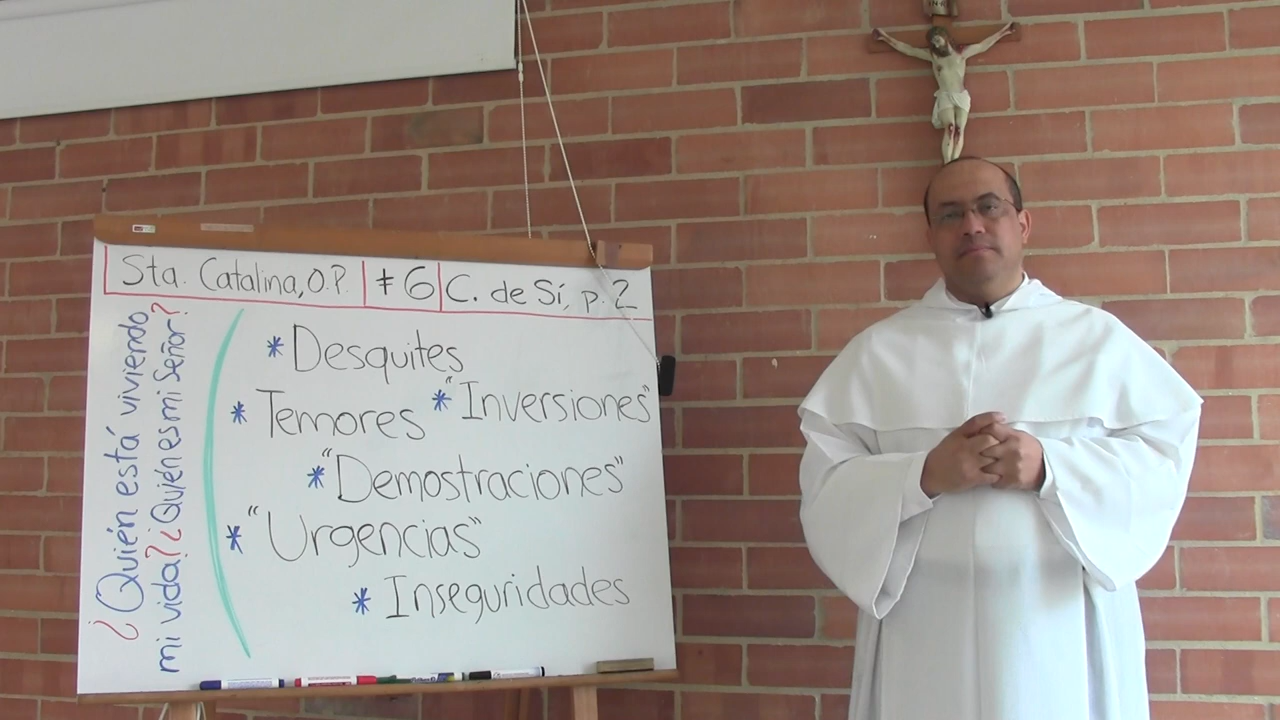 INRI
Sta. Catalina, O.P. #6 C. de Sí, p. 2
¿Quién está viviendo
mi vida? ¿Quién es mi Señor?
* Desquites
* Temores * "Inversiones"
* "Demostraciones"
* "Urgencias"
* Inseguridades